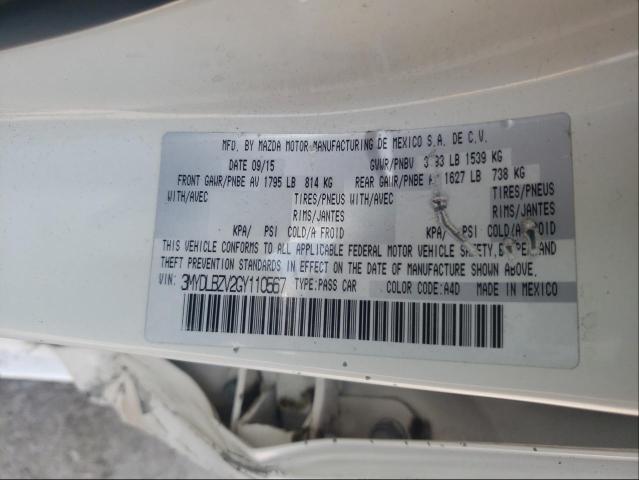 MFD. BY MAZDA MOTOR MANUFACTURING DE MEXICO S.A. DE C.V.
DATE 09/15 GVWR/PNBV 3 93 LB 1539 KG
FRONT GAWR/PNBE AV 1795 LB 814 KG REAR GAWR/PNBE A 1627 LB 738 KG
WITH/AVEC TIRES/PNEUS WITH/AVEC TIRES/PNEUS
RIMS/JANTES RIMS/JANTES
KPA/ PSI COLD/A FROID KPA/ PSI COLD/A FROID
THIS VEHICLE CONFORMS TO ALL APPLICABLE FEDERAL MOTOR VEHICLE SAFETY, AND
THEFT PREVENTION STANDARDS IN EFFECT ON THE DATE OF MANUFACTURE SHOWN ABOVE.
VIN: 3MYDLBZV2GY110567 TYPE:PASS CAR COLOR CODE:A4D MADE IN MEXICO